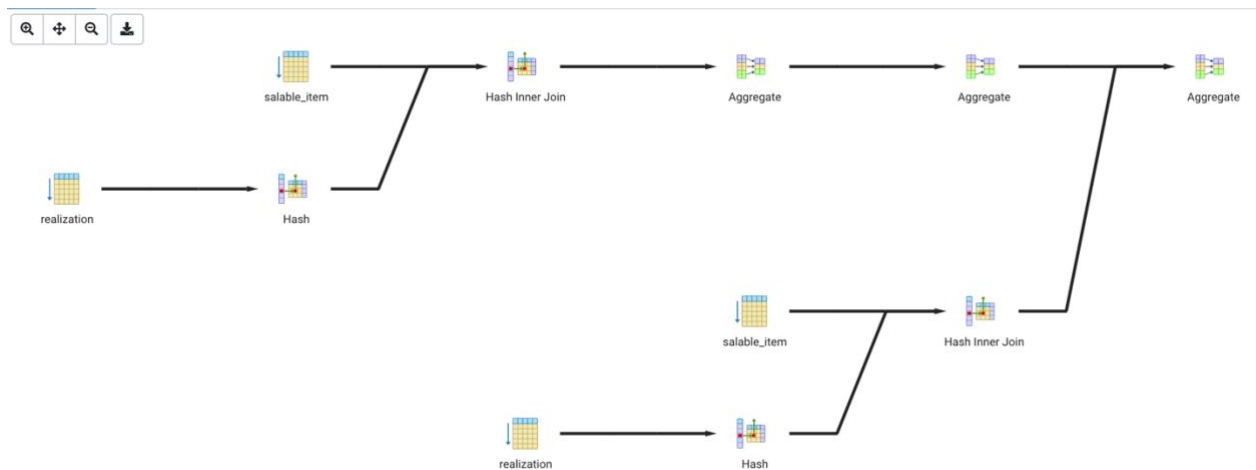 salable_item
Hash Inner Join
Aggregate
Aggregate
Aggregate
realization
Hash
salable_item
Hash Inner Join
realization
Hash